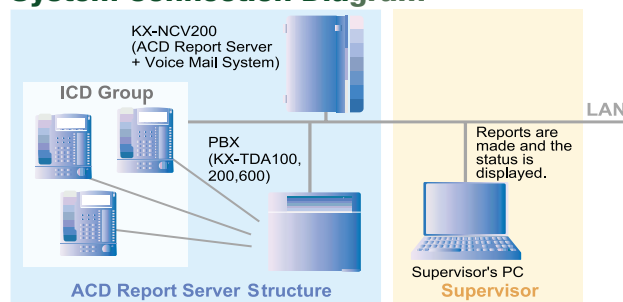 System Connection Diagram
KX-NCV200
(ACD Report Server
+ Voice Mail System)
ICD Group
LAN
PBX
(KX-TDA100,
200,600)
Reports are
made and the
status is
displayed.
Supervisor's PC
ACD Report Server Structure
Supervisor